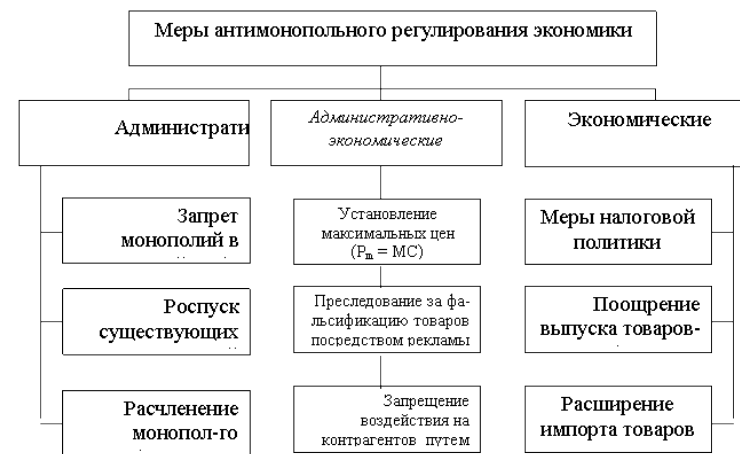 Меры антимонопольного регулирования экономики
Администрати
Административно-
экономические
Экономические
Запрет
монополий в
Установление
максимальных цен
(Pm = MC)
Меры налоговой
политики
Роспуск
существующих
Преследование за фа-
льсификацию товаров
посредством рекламы
Поощрение
выпуска товаров-
Расчленение
монопол-го
Запрещение
воздействия на
контрагентов путем
Расширение
импорта товаров